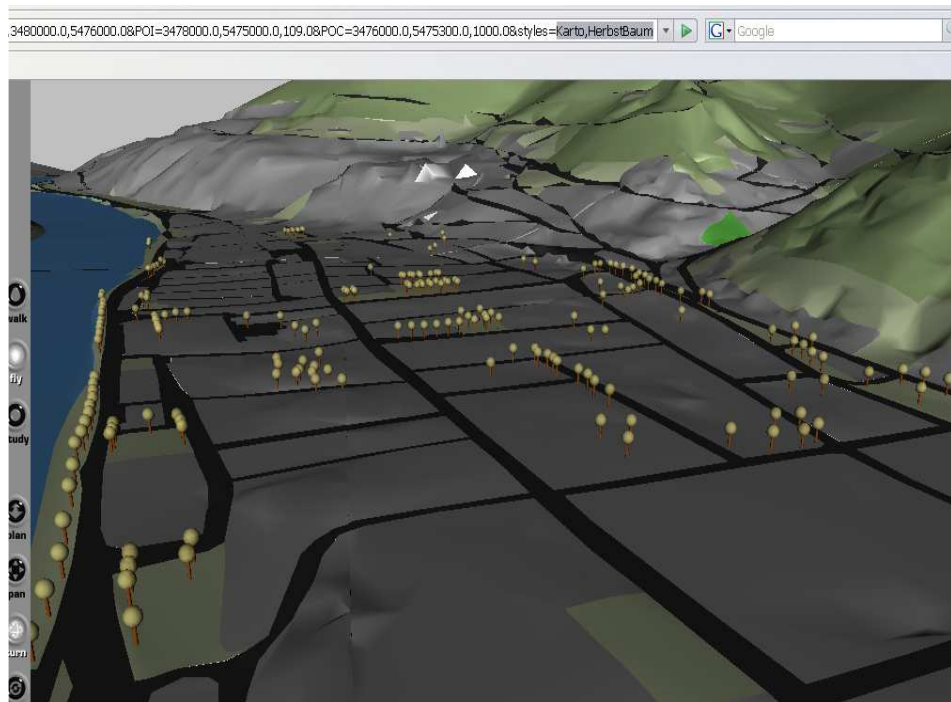 ,3480000.0,5476000.0&POI=3478000.0,5475000.0,109.0&POC=3476000.0,5475300.0,1000.0&styles=Karto,HerbstBaum G Google
walk
fly
study
plan
pan
turn